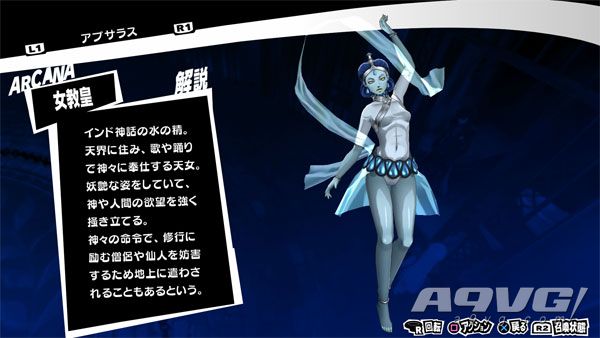 L1 アプサラス R1
ARCANA
女教皇
解説
インド神話の水の精。
天界に住み、歌や踊り
で神々に奉仕する天女。
妖艶な姿をしていて、
神や人間の欲望を強く
掻き立てる。
神々の命令で、修行に
励む僧侶や仙人を妨害
するため地上に遣わさ
れることもあるという。
A9VG!
a9vg.com
R回転 アクション 戻る R2召喚状態